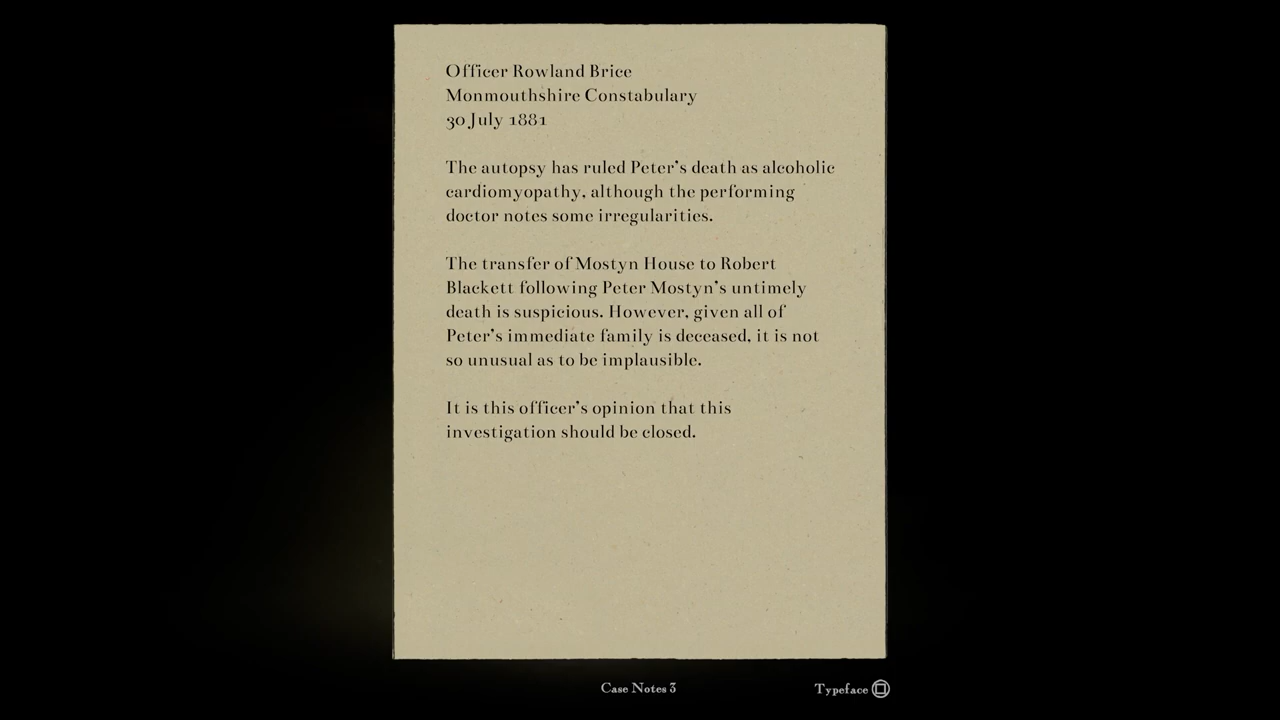 Officer Rowland Brice
Monmouthshire Constabulary
30 July 1881
The autopsy has ruled Peter's death as alcoholic
cardiomyopathy, although the performing
doctor notes some irregularities.
The transfer of Mostyn House to Robert
Blackett following Peter Mostyn's untimely
death is suspicious. However, given all of
Peter's immediate family is deceased, it is not
so unusual as to be implausible.
It is this officer's opinion that this
investigation should be closed.
Case Notes 3
Typeface